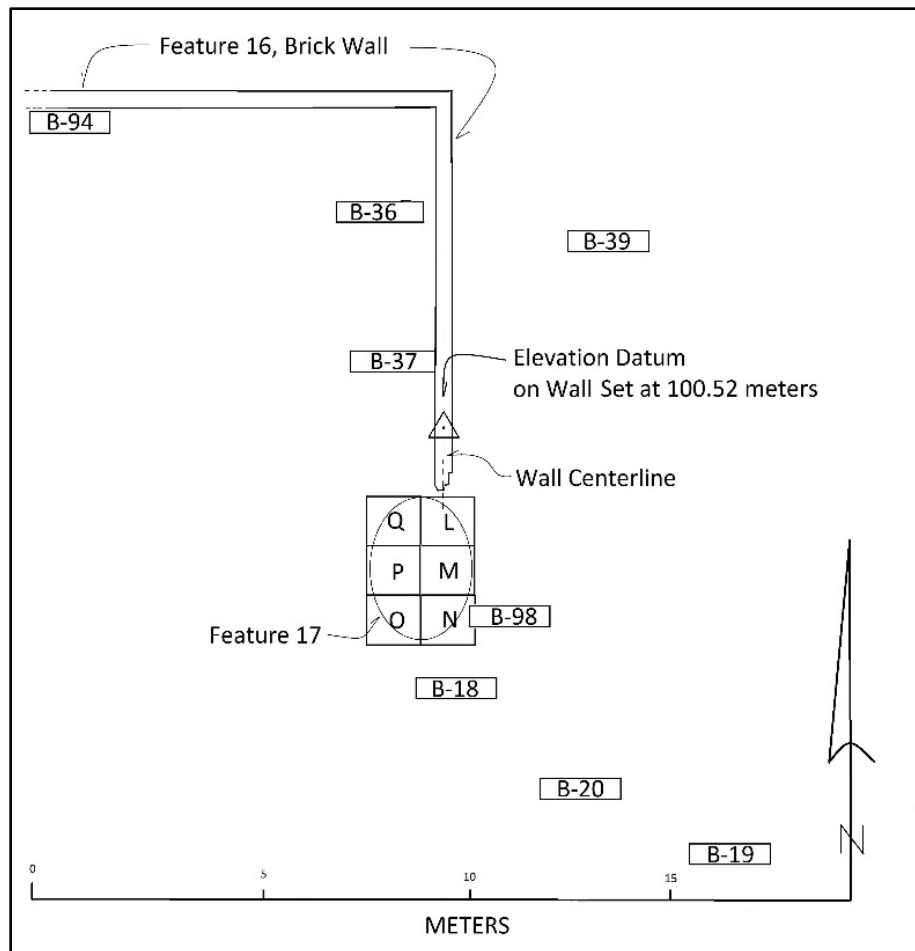 Feature 16, Brick Wall
B-94
B-36
B-39
B-37
Elevation Datum
on Wall Set at 100.52 meters
Wall Centerline
Q L
P M
O N
B-98
Feature 17
B-18
B-20
B-19
N
0 5 10 15
METERS